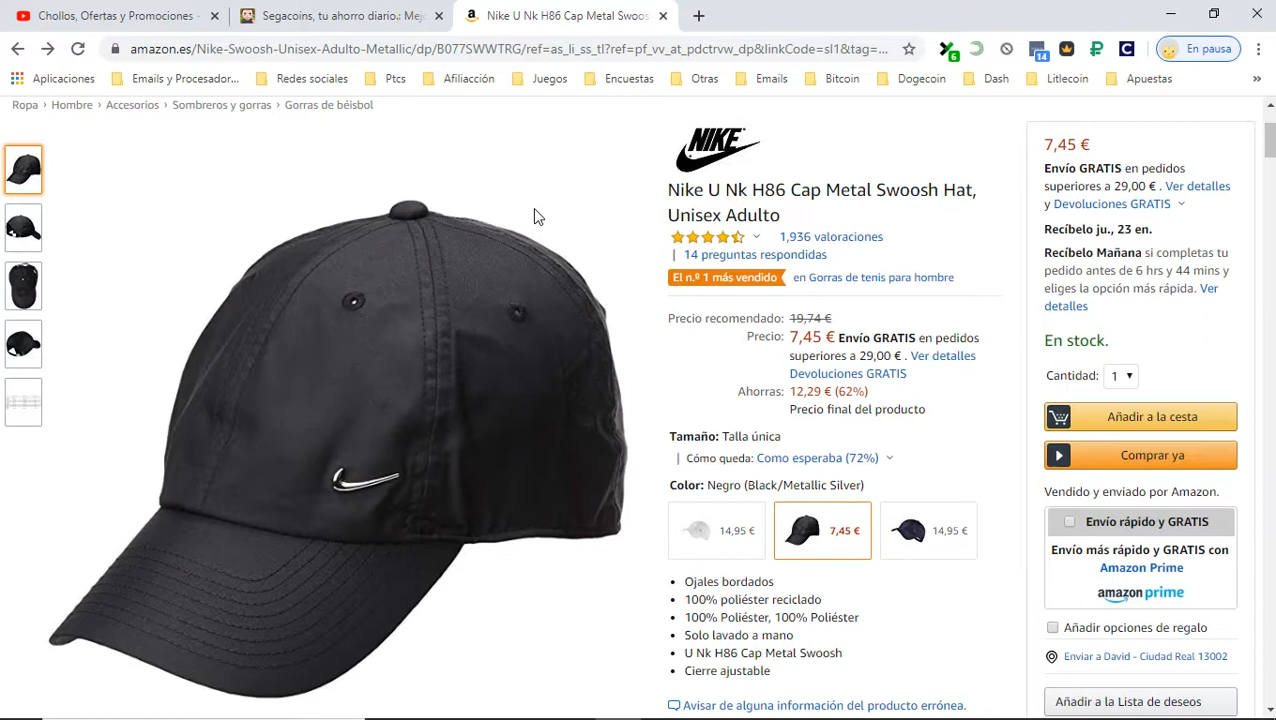 Chollos, Ofertas y Promociones -
Segacoins, tu ahorro diario.: Mejo
Nike U Nk H86 Cap Metal Swoos
amazon.es/Nike-Swoosh-Unisex-Adulto-Metallic/dp/B077SWWTRG/ref=as_li_ss_tl?ref=pf_vv_at_pdctrvw_dp&linkCode=sl1&tag=...
6
14
En pausa
Aplicaciones
Emails y Procesador...
Redes sociales
Ptcs
Afiliacción
Juegos
Encuestas
Otras
Emails
Bitcoin
Dogecoin
Dash
Litlecoin
Apuestas
Ropa › Hombre › Accesorios › Sombreros y gorras › Gorras de béisbol
NIKE
Nike U Nk H86 Cap Metal Swoosh Hat,
Unisex Adulto
1,936 valoraciones
| 14 preguntas respondidas
El n.º 1 más vendido en Gorras de tenis para hombre
Precio recomendado: 19,74 €
Precio: 7,45 € Envío GRATIS en pedidos
superiores a 29,00 € . Ver detalles
Devoluciones GRATIS
Ahorras: 12,29 € (62%)
Precio final del producto
Tamaño: Talla única
| Cómo queda: Como esperaba (72%)
Color: Negro (Black/Metallic Silver)
14,95 €
7,45 €
14,95 €
• Ojales bordados
• 100% poliéster reciclado
• 100% Poliéster, 100% Poliéster
• Solo lavado a mano
• U Nk H86 Cap Metal Swoosh
• Cierre ajustable
Avisar de alguna información del producto errónea.
7,45 €
Envío GRATIS en pedidos
superiores a 29,00 € . Ver detalles
y Devoluciones GRATIS
Recíbelo ju., 23 en.
Recíbelo Mañana si completas tu
pedido antes de 6 hrs y 44 mins y
eliges la opción más rápida. Ver
detalles
En stock.
Cantidad: 1
Añadir a la cesta
Comprar ya
Vendido y enviado por Amazon.
Envío rápido y GRATIS
Envío más rápido y GRATIS con
Amazon Prime
amazon prime
Añadir opciones de regalo
Enviar a David - Ciudad Real 13002
Añadir a la Lista de deseos